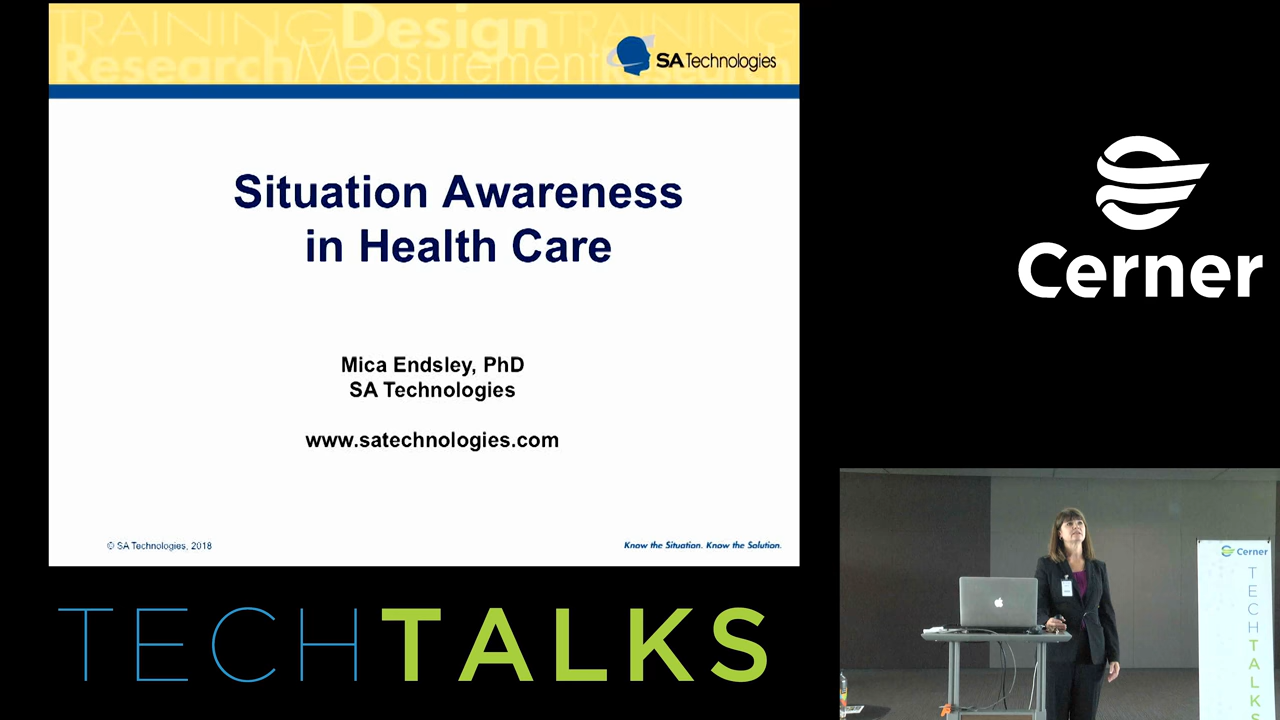 TRAINING Design TRAINING
Research Measurement Research
SA Technologies
Situation Awareness
in Health Care
Mica Endsley, PhD
SA Technologies
www.satechnologies.com
© SA Technologies, 2018
Know the Situation. Know the Solution.
TECHTALKS
Cerner
Cerner
TECHTALKS